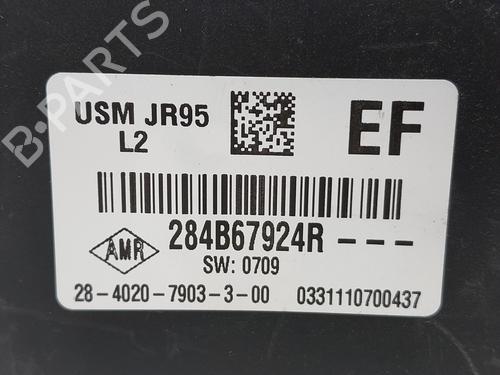 USM JR95
L2
EF
284B67924R---
AMR
SW: 0709
28-4020-7903-3-00 0331110700437
B-PARTS